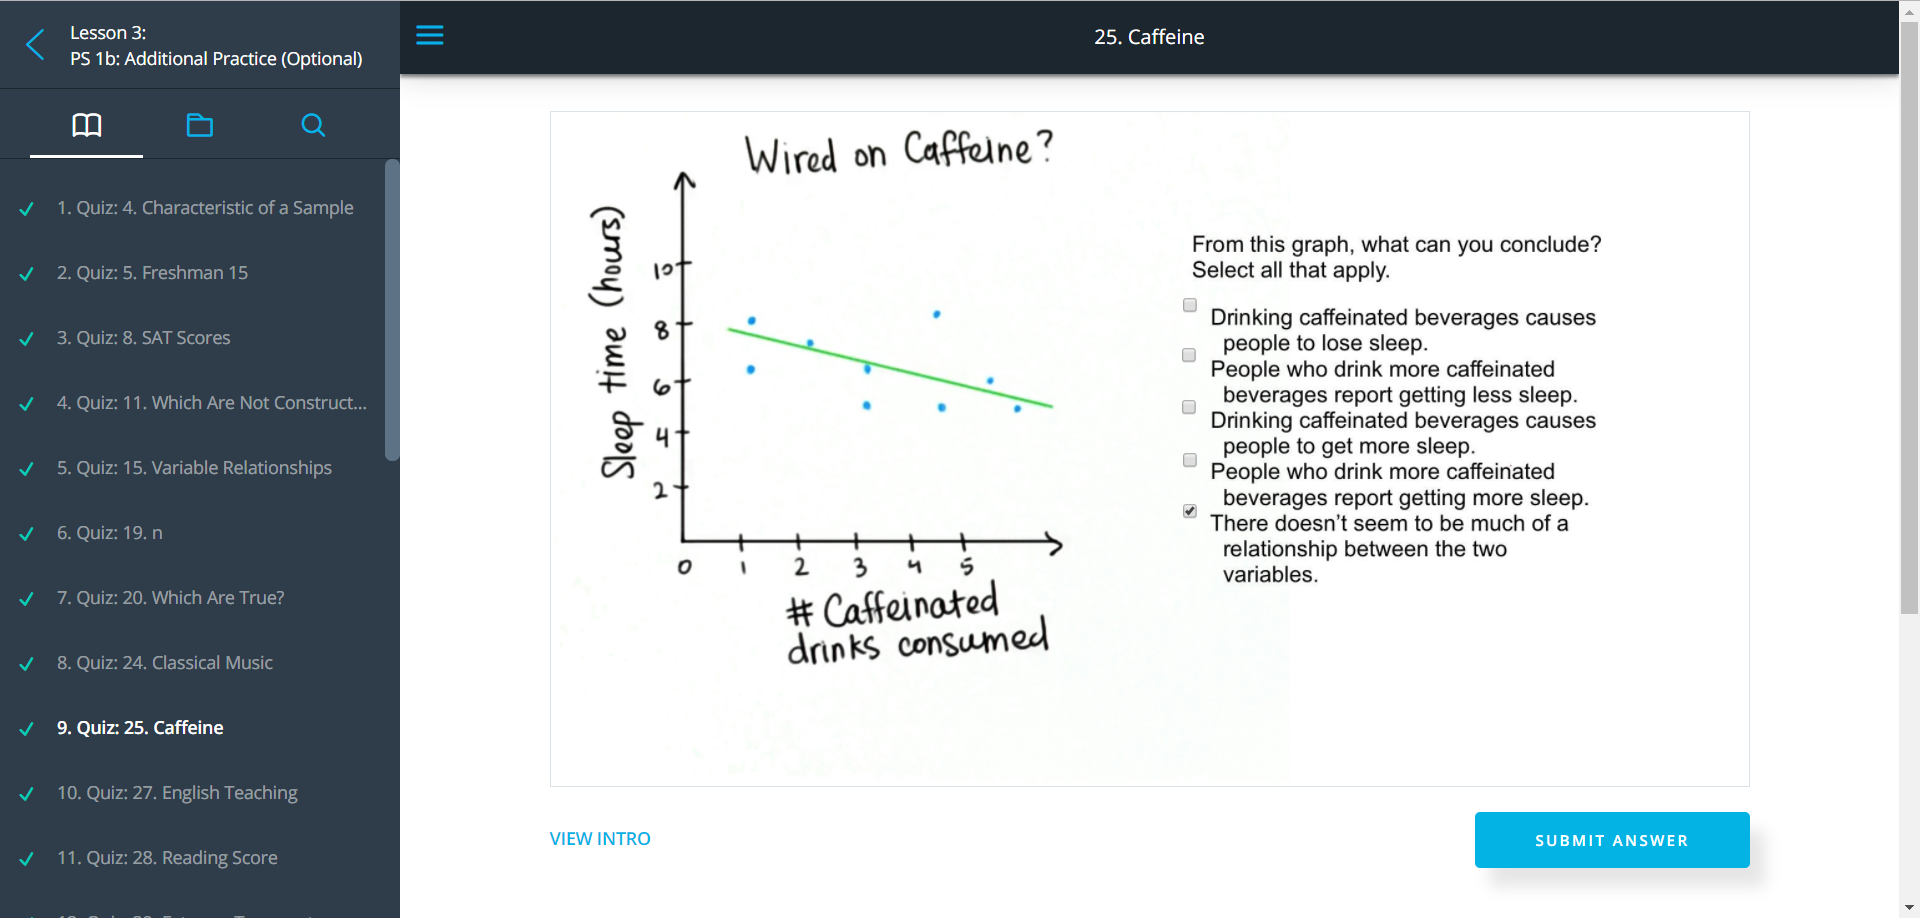 Lesson 3:
PS 1b: Additional Practice (Optional)
25. Caffeine
1. Quiz: 4. Characteristic of a Sample
2. Quiz: 5. Freshman 15
3. Quiz: 8. SAT Scores
4. Quiz: 11. Which Are Not Construct...
5. Quiz: 15. Variable Relationships
6. Quiz: 19. n
7. Quiz: 20. Which Are True?
8. Quiz: 24. Classical Music
9. Quiz: 25. Caffeine
10. Quiz: 27. English Teaching
11. Quiz: 28. Reading Score
Wired on Caffeine?
Sleep time (hours)
10
8
6
4
2
0 1 2 3 4 5
# Caffeinated
drinks consumed
From this graph, what can you conclude?
Select all that apply.
Drinking caffeinated beverages causes
people to lose sleep.
People who drink more caffeinated
beverages report getting less sleep.
Drinking caffeinated beverages causes
people to get more sleep.
People who drink more caffeinated
beverages report getting more sleep.
There doesn't seem to be much of a
relationship between the two
variables.
VIEW INTRO
SUBMIT ANSWER